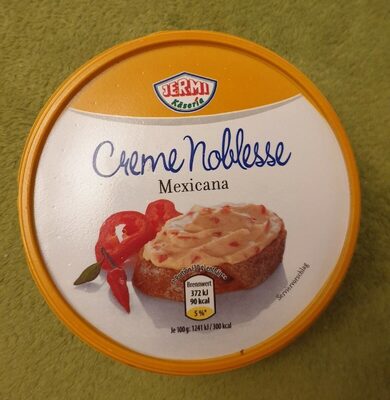 JERMI
Käserei
Creme Noblesse
Mexicana
Brennwert
372 kJ
90 kcal
5 %*
Je 100 g: 1241 kJ / 300 kcal
Serviervorschlag